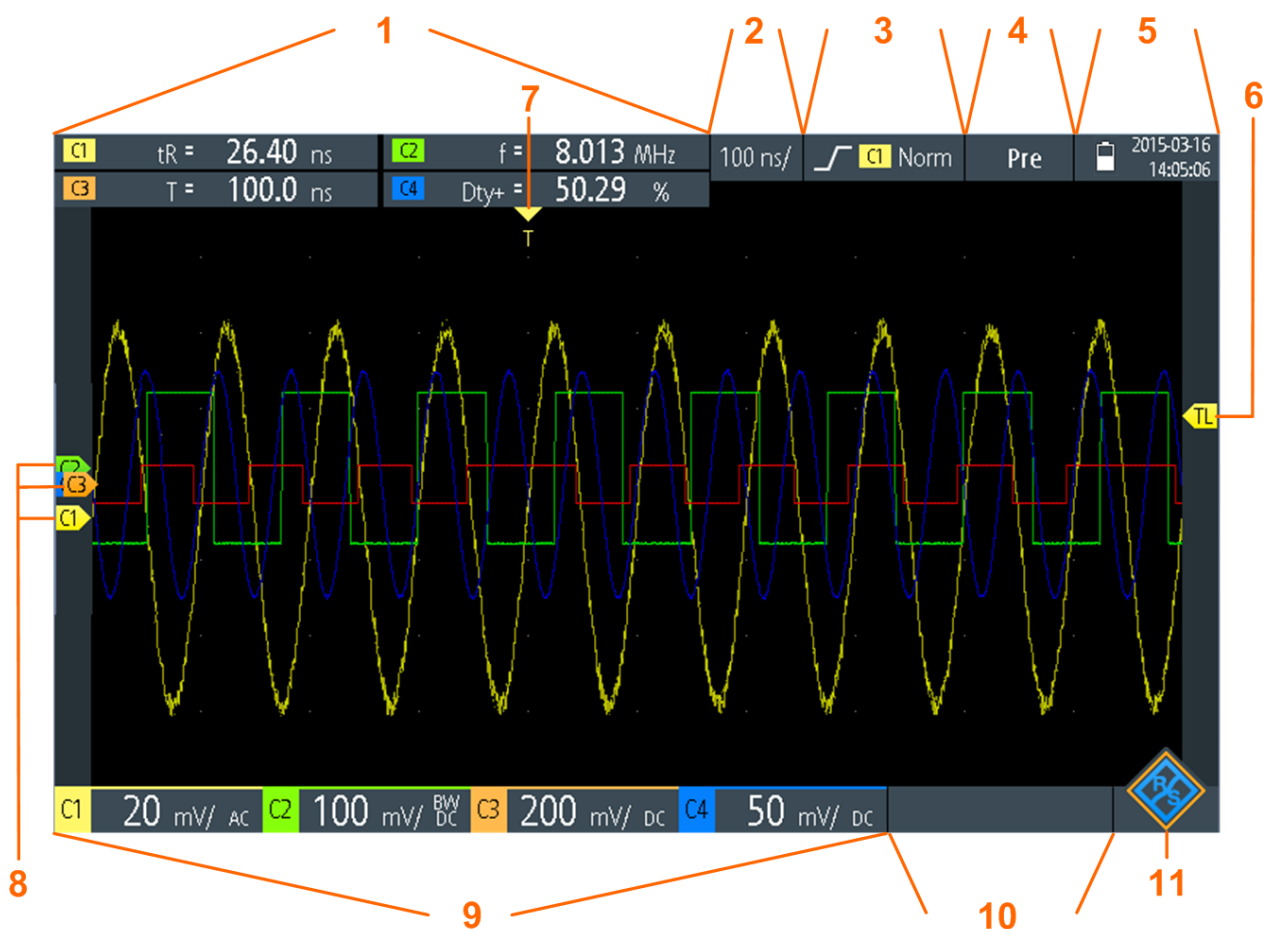 1
2
3
4
5
6
7
C1 tR = 26.40 ns
C2 f = 8.013 MHz
100 ns/
C1 Norm
Pre
2015-03-16
14:05:06
C3 T = 100.0 ns
C4 Dty+ = 50.29 %
T
TL
C2
C3
C1
C1 20 mV/ AC
C2 100 mV/ BW DC
C3 200 mV/ DC
C4 50 mV/ DC
R S
8
9
10
11